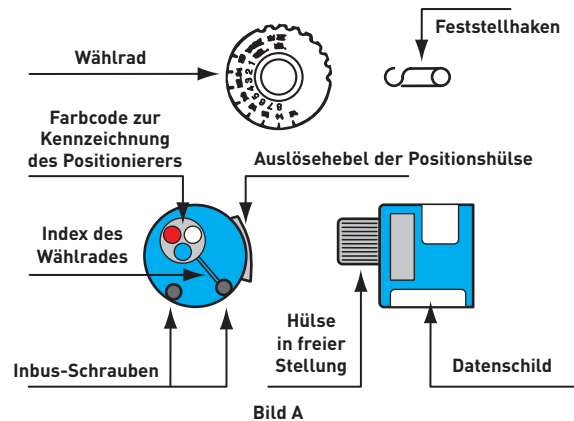 Feststellhaken
Wählrad
Farbcode zur
Kennzeichnung
des Positionierers
Auslösehebel der Positionshülse
Index des
Wählrades
Hülse
in freier
Stellung
Inbus-Schrauben
Datenschild
Bild A